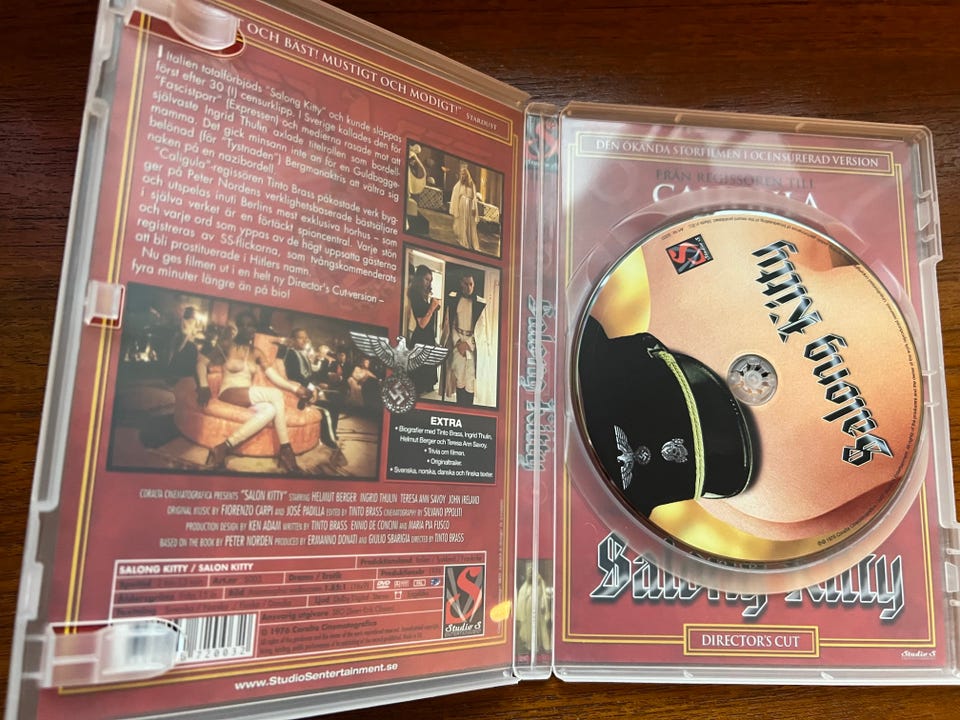 T OCH BÄST! MUSTIGT OCH MODIGT!"
STARDUST
I Italien totalförbjöds "Salong Kitty" och kunde släppas
först efter 30 (!) censurklipp. I Sverige kallades den för
"Fascistporr" (Expressen) och medierna rasade mot att
självaste Ingrid Thulin axlade titelrollen som bordell-
mamma. Det gick minsann inte an för en Guldbagge-
belönad (för "Tystnaden") Bergmanaktris att vältra sig
naken på en nazibordell.
"Caligula"-regissören Tinto Brass påkostade verk byg-
ger på Peter Nordens verklighetsbaserade bästsäljare
och utspelas inuti Berlins mest exklusiva horhus – som
i själva verket är en förtäckt spioncentral. Varje stön
och varje ord som yppas av de högt uppsatta gästerna
registreras av SS-flickorna, som tvångskommenderats
att bli prostituerade i Hitlers namn.
Nu ges filmen ut i en helt ny Director's Cut-version –
fyra minuter längre än på bio!
EXTRA
• Biografier med Tinto Brass, Ingrid Thulin,
Helmut Berger och Teresa Ann Savoy.
• Trivia om filmen.
• Originaltrailer.
• Svenska, norska, danska och finska texter.
CORALTA CINEMATOGRAFICA PRESENTS "SALON KITTY" STARRING HELMUT BERGER INGRID THULIN TERESA ANN SAVOY JOHN IRELAND
ORIGINAL MUSIC BY FIORENZO CARPI AND JOSÉ PADILLA EDITED BY TINTO BRASS CINEMATOGRAPHY BY SILVANO IPPOLITI
PRODUCTION DESIGN BY KEN ADAM WRITTEN BY TINTO BRASS ENNIO DE CONCINI AND MARIA PIA FUSCO
BASED ON THE BOOK BY PETER NORDEN PRODUCED BY ERMANNO DONATI AND GIULIO SBARIGIA DIRECTED BY TINTO BRASS
SALONG KITTY / SALON KITTY
Drama / Erotik
1.85:1
Ansvarig utgivare
© 1976 Coralta Cinematografica
720032
Studio S
www.StudioSentertainment.se
Salong Kitty
DEN ÖKÄNDA STORFILMEN I OCENSURERAD VERSION
FRÅN REGISSÖREN TILL
Salong Kitty
Salong Kitty
DIRECTOR'S CUT
Studio S